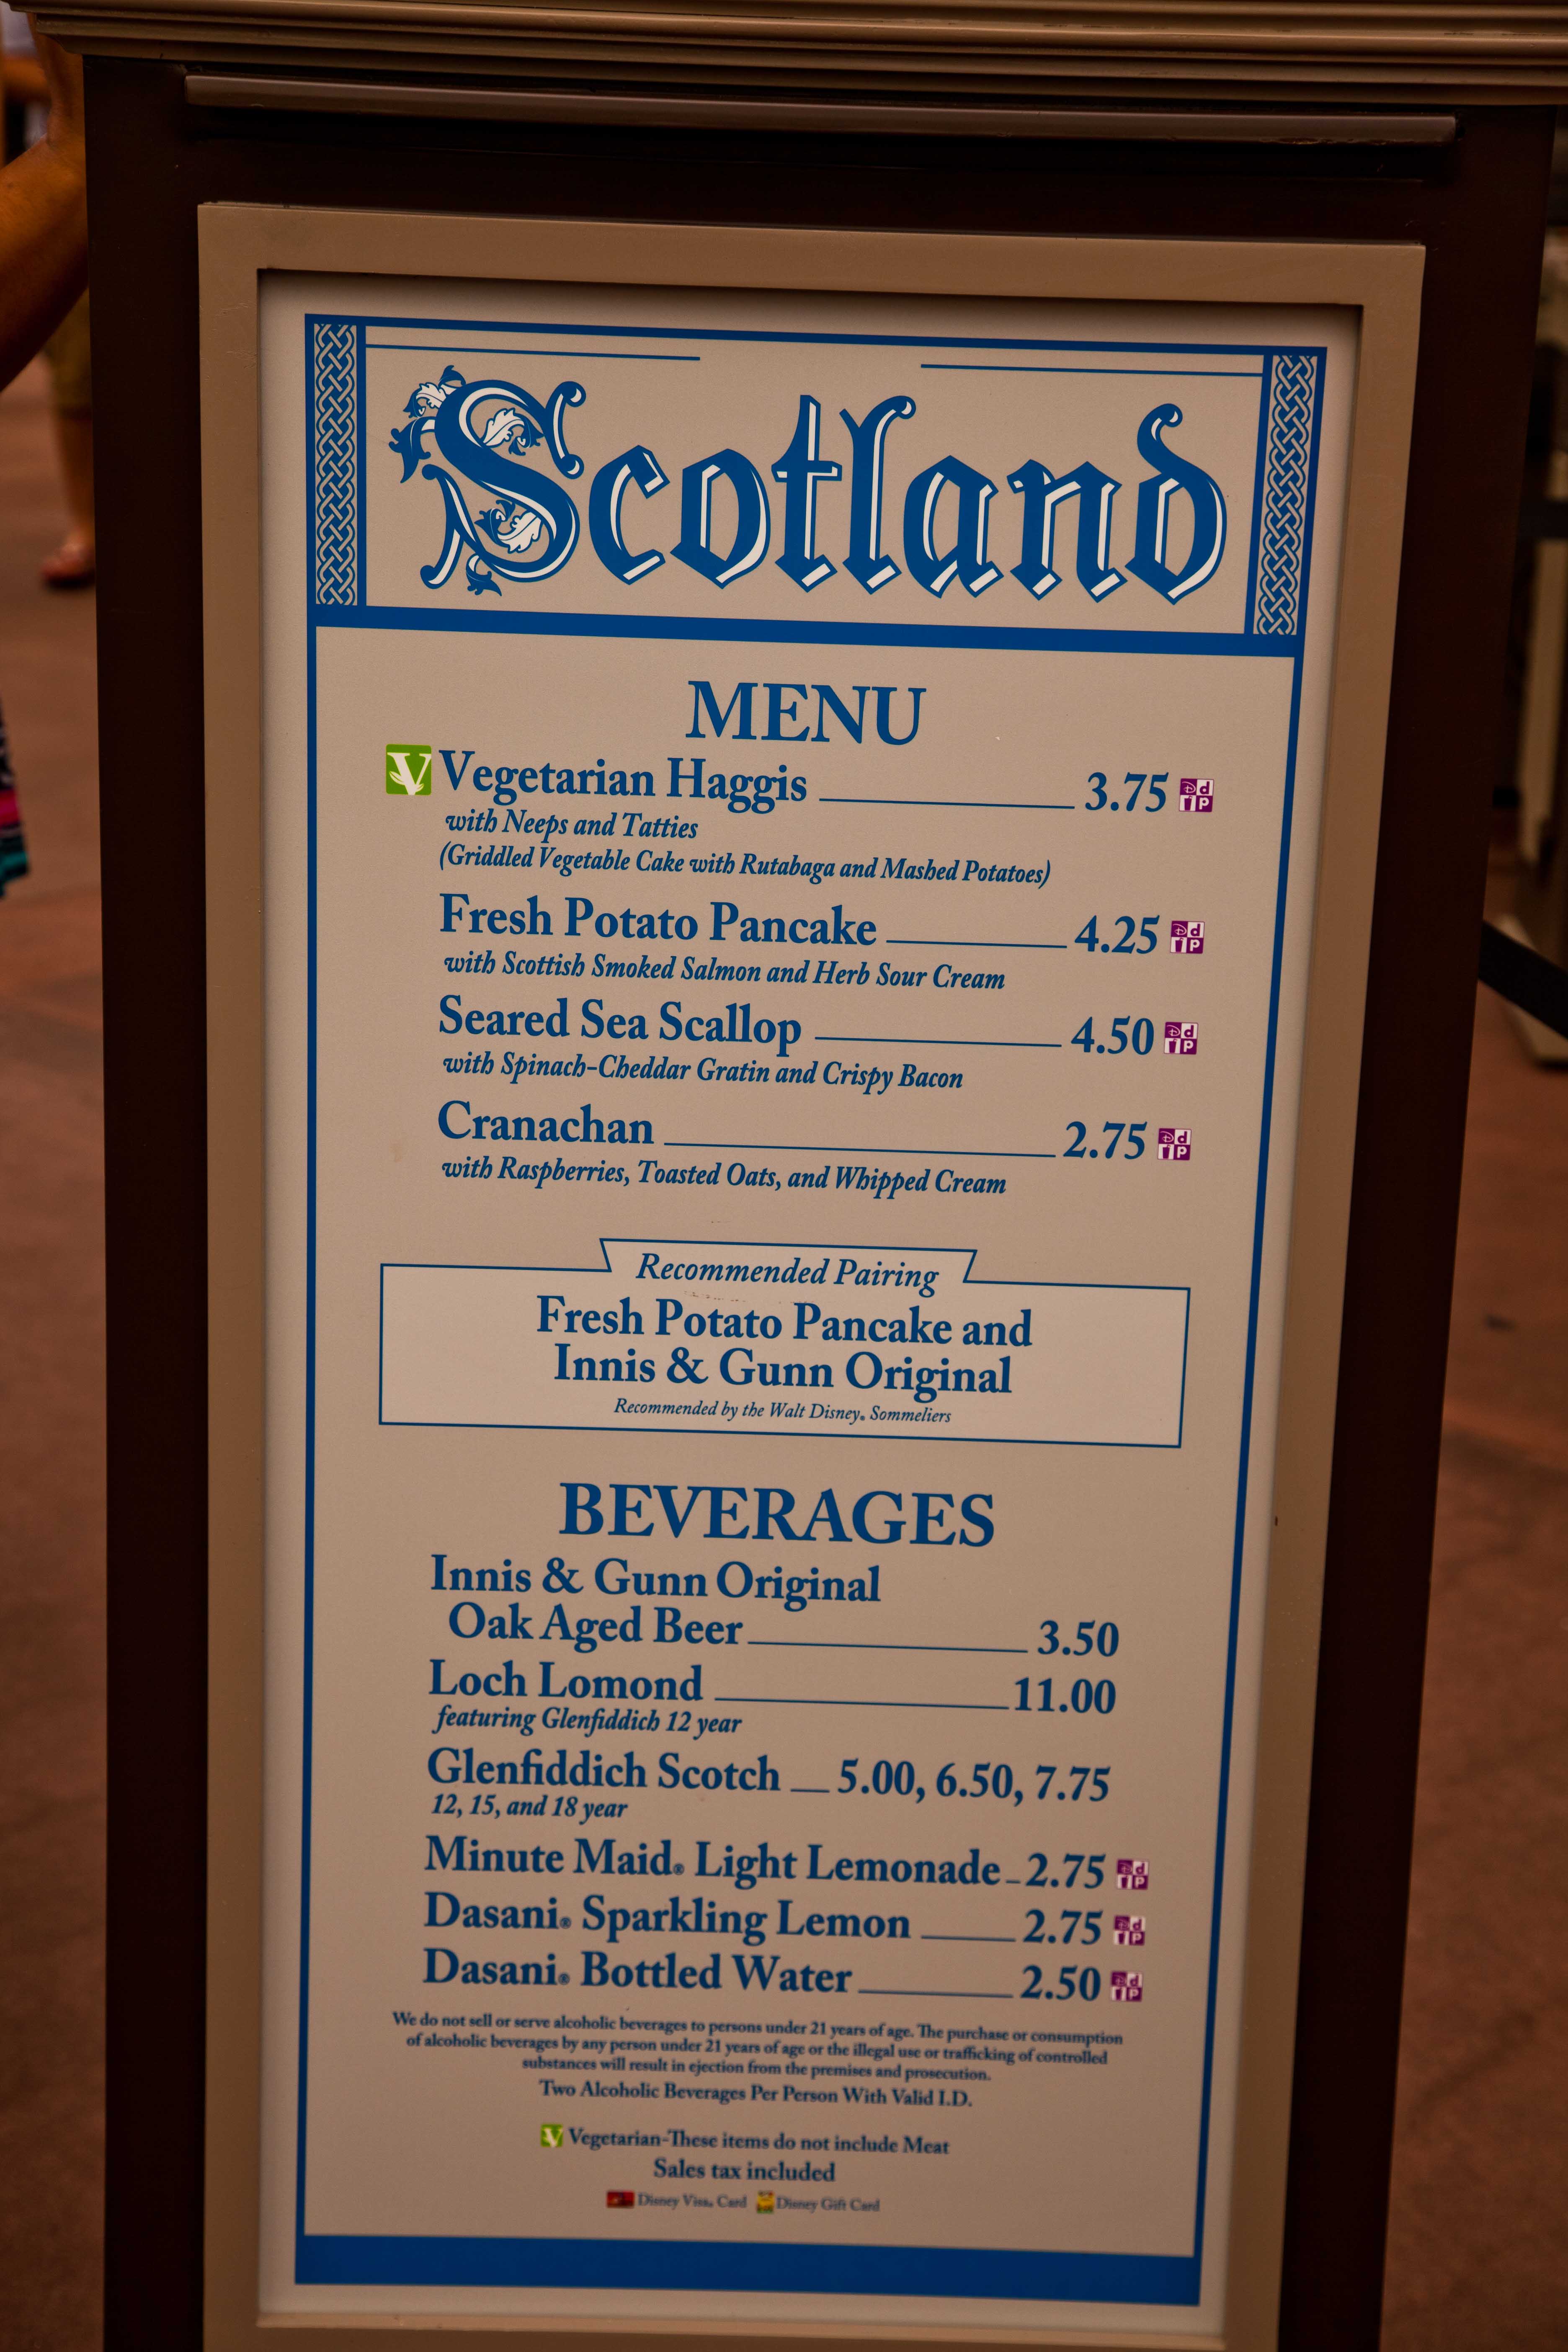 Scotland
MENU
V Vegetarian Haggis 3.75 DdP
with Neeps and Tatties
(Griddled Vegetable Cake with Rutabaga and Mashed Potatoes)
Fresh Potato Pancake 4.25 DdP
with Scottish Smoked Salmon and Herb Sour Cream
Seared Sea Scallop 4.50 DdP
with Spinach-Cheddar Gratin and Crispy Bacon
Cranachan 2.75 DdP
with Raspberries, Toasted Oats, and Whipped Cream
Recommended Pairing
Fresh Potato Pancake and
Innis & Gunn Original
Recommended by the Walt Disney® Sommeliers
BEVERAGES
Innis & Gunn Original
Oak Aged Beer 3.50
Loch Lomond 11.00
featuring Glenfiddich 12 year
Glenfiddich Scotch 5.00, 6.50, 7.75
12, 15, and 18 year
Minute Maid® Light Lemonade 2.75 DdP
Dasani® Sparkling Lemon 2.75 DdP
Dasani® Bottled Water 2.50 DdP
We do not sell or serve alcoholic beverages to persons under 21 years of age. The purchase or consumption
of alcoholic beverages by any person under 21 years of age or the illegal use or trafficking of controlled
substances will result in ejection from the premises and prosecution.
Two Alcoholic Beverages Per Person With Valid I.D.
V Vegetarian-These items do not include Meat
Sales tax included
Disney Visa® Card Disney Gift Card